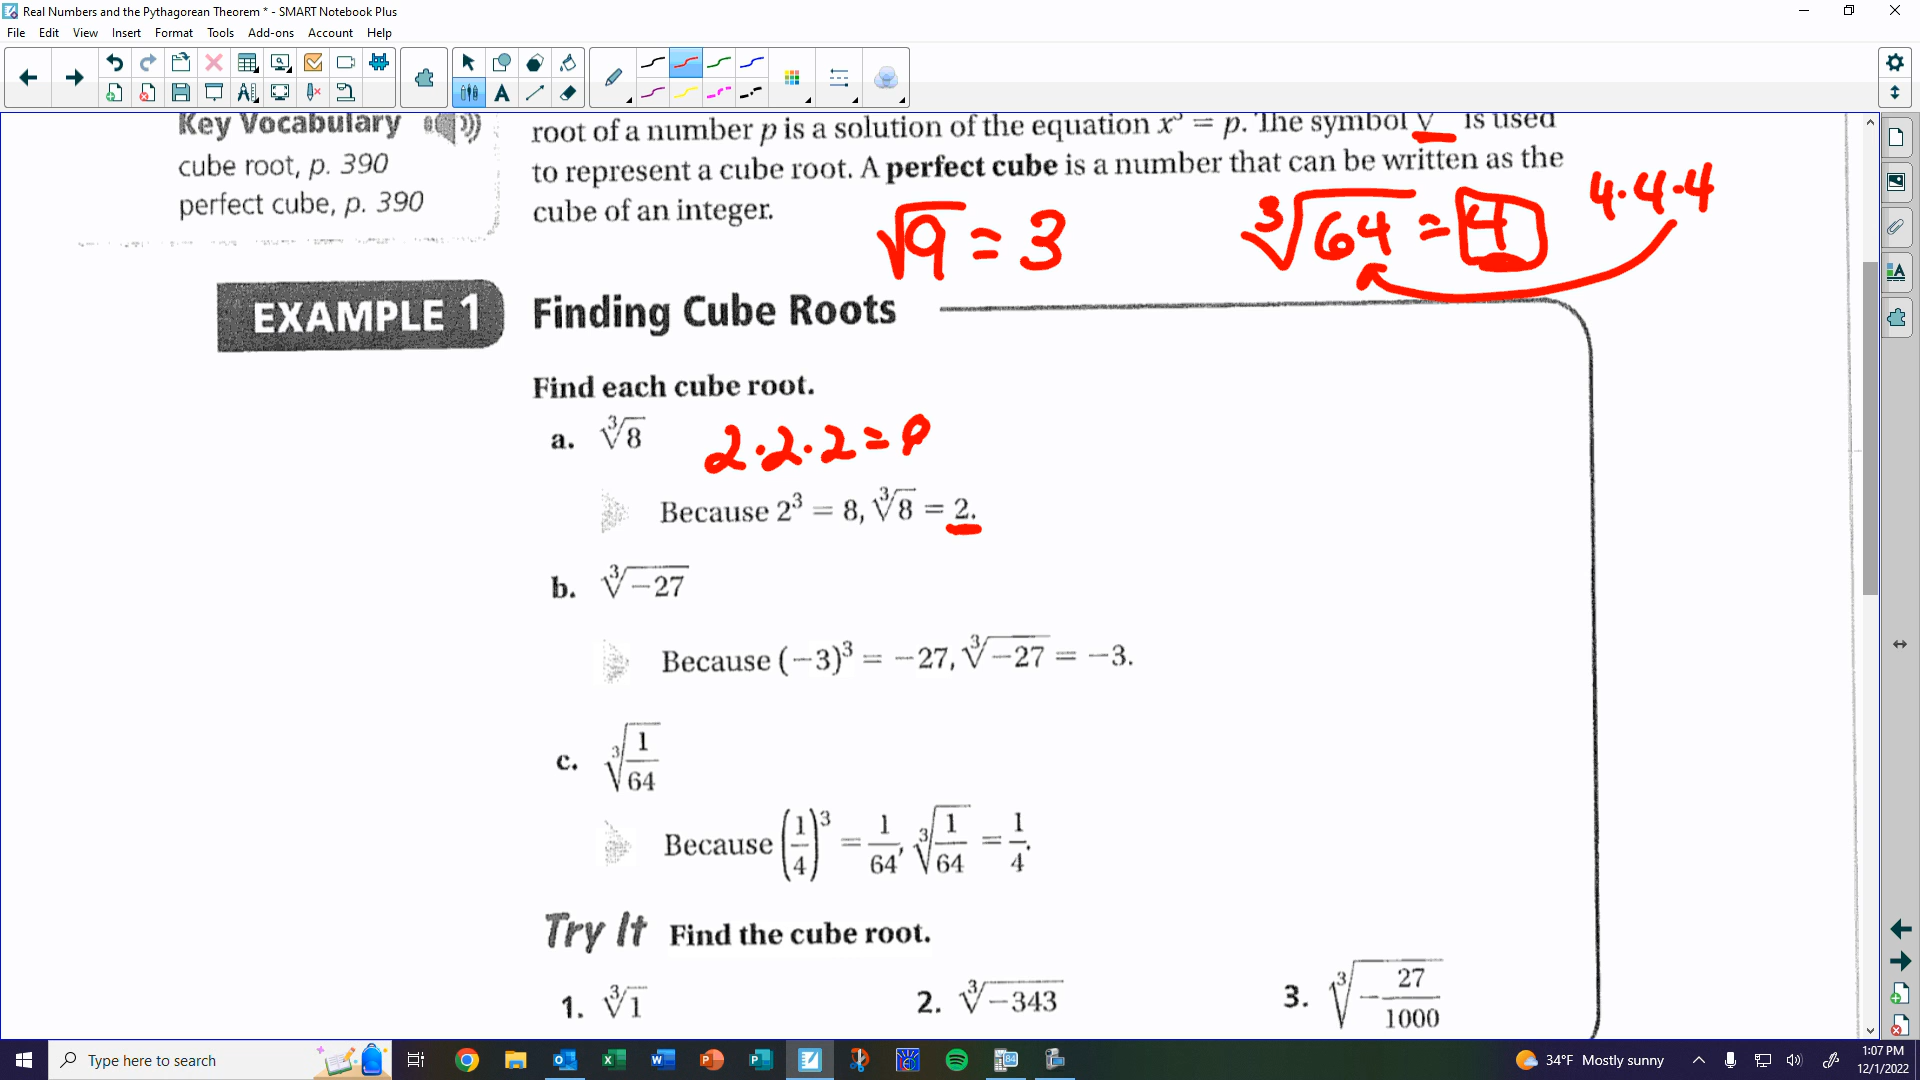 Real Numbers and the Pythagorean Theorem * - SMART Notebook Plus
File Edit View Insert Format Tools Add-ons Account Help
Key Vocabulary
cube root, p. 390
perfect cube, p. 390
root of a number p is a solution of the equation x³ = p. The symbol ∛ is used
to represent a cube root. A perfect cube is a number that can be written as the
cube of an integer.
√9 = 3
∛64 = 4
4·4·4
EXAMPLE 1 Finding Cube Roots
Find each cube root.
a. ∛8
2·2·2=
Because 2³ = 8, ∛8 = 2.
b. ∛-27
Because (-3)³ = -27, ∛-27 = -3.
c. ∛(1/64)
Because (1/4)³ = 1/64, ∛(1/64) = 1/4.
Try It Find the cube root.
1. ∛1
2. ∛-343
3. ∛(-27/1000)
Type here to search
84
34°F Mostly sunny
1:07 PM
12/1/2022